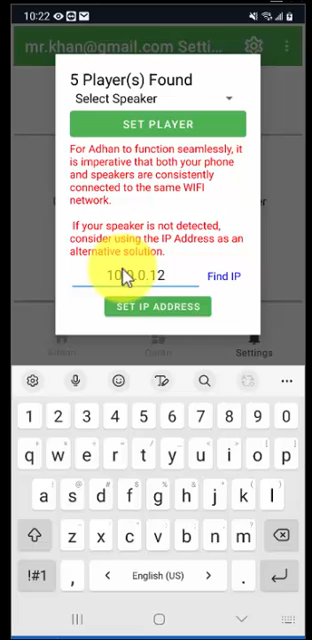 10:22
mr.khan@gmail.com Setti...
5 Player(s) Found
Select Speaker
SET PLAYER
For Adhan to function seamlessly, it
is imperative that both your phone
and speakers are consistently
connected to the same WIFI
network.
If your speaker is not detected,
consider using the IP Address as an
alternative solution.
10.0.0.12 Find IP
SET IP ADDRESS
Adhan Quran Settings
1 2 3 4 5 6 7 8 9 0
q w e r t y u i o p
a s d f g h j k l
z x c v b n m
!#1 , English (US) .